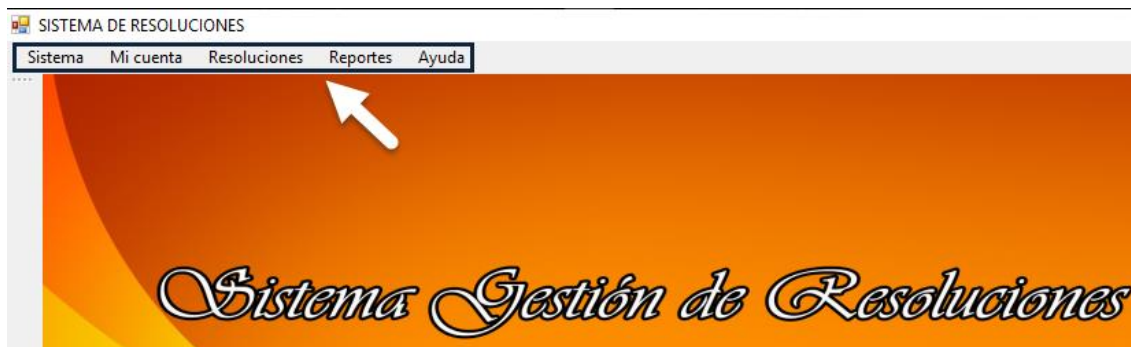 SISTEMA DE RESOLUCIONES
Sistema Mi cuenta Resoluciones Reportes Ayuda
Sistema Gestión de Resoluciones